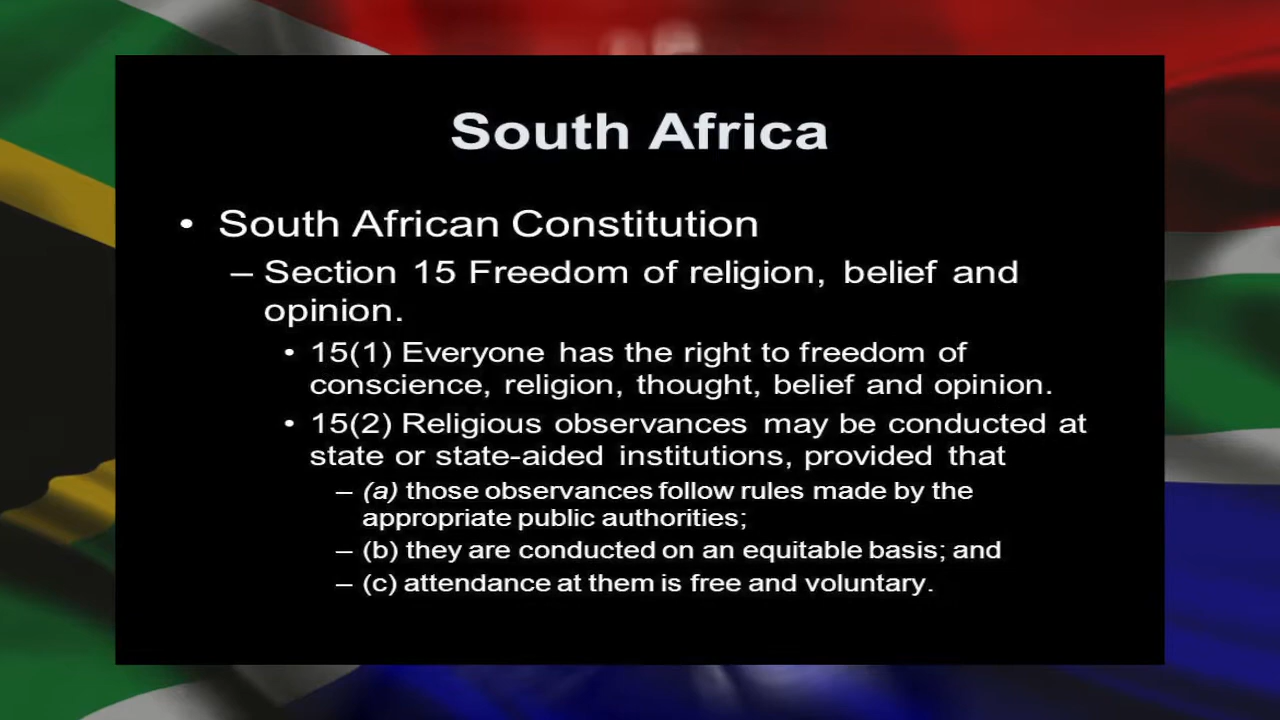 South Africa
• South African Constitution
– Section 15 Freedom of religion, belief and
opinion.
• 15(1) Everyone has the right to freedom of
conscience, religion, thought, belief and opinion.
• 15(2) Religious observances may be conducted at
state or state-aided institutions, provided that
– (a) those observances follow rules made by the
appropriate public authorities;
– (b) they are conducted on an equitable basis; and
– (c) attendance at them is free and voluntary.